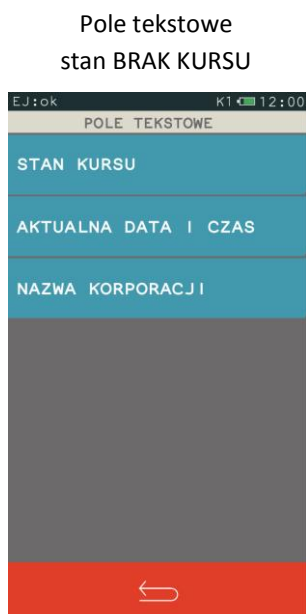 Pole tekstowe
stan BRAK KURSU
EJ:ok K1 12:00
POLE TEKSTOWE
STAN KURSU
AKTUALNA DATA I CZAS
NAZWA KORPORACJI